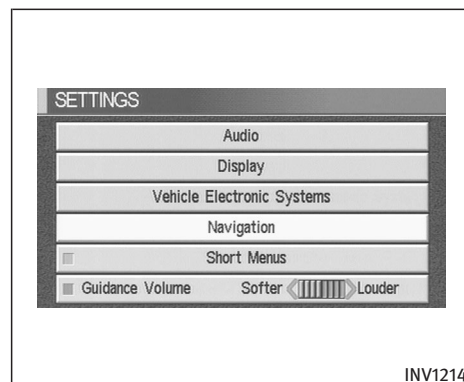 SETTINGS
Audio
Display
Vehicle Electronic Systems
Navigation
Short Menus
Guidance Volume Softer Louder
INV1214